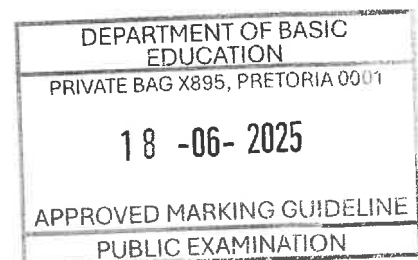 DEPARTMENT OF BASIC
EDUCATION
PRIVATE BAG X895, PRETORIA 0001
18 -06- 2025
APPROVED MARKING GUIDELINE
PUBLIC EXAMINATION